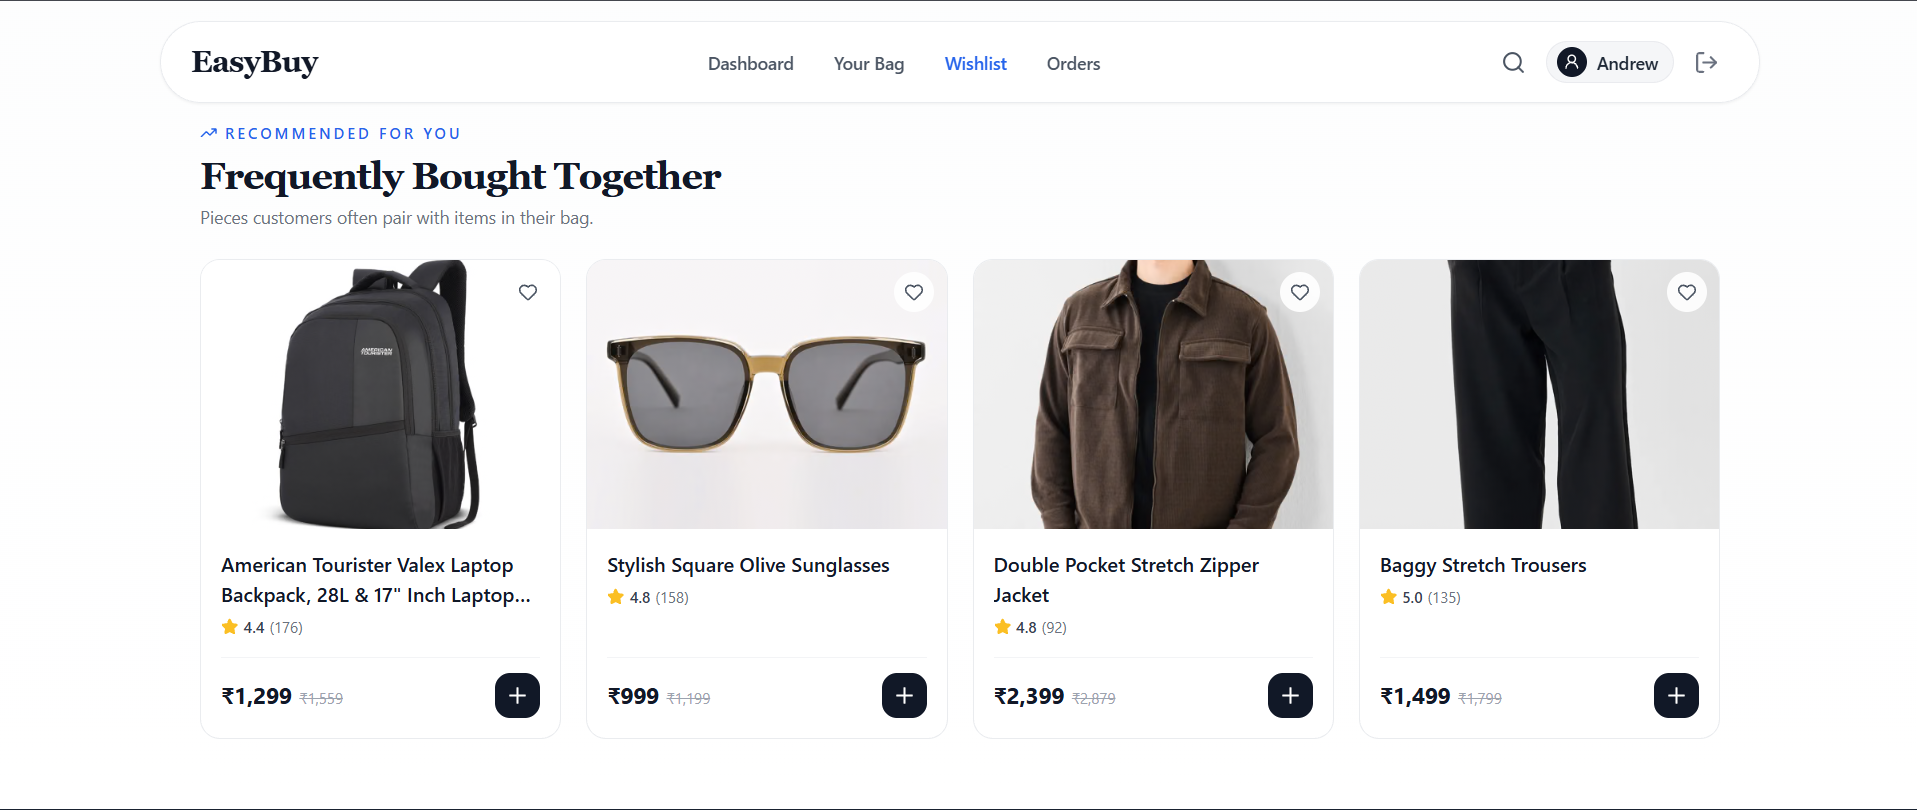 EasyBuy
Dashboard
Your Bag
Wishlist
Orders
Andrew
RECOMMENDED FOR YOU
Frequently Bought Together
Pieces customers often pair with items in their bag.
AMERICAN
TOURISTER
American Tourister Valex Laptop
Backpack, 28L & 17" Inch Laptop...
4.4 (176)
₹1,299 ₹1,559
Stylish Square Olive Sunglasses
4.8 (158)
₹999 ₹1,199
Double Pocket Stretch Zipper
Jacket
4.8 (92)
₹2,399 ₹2,879
Baggy Stretch Trousers
5.0 (135)
₹1,499 ₹1,799